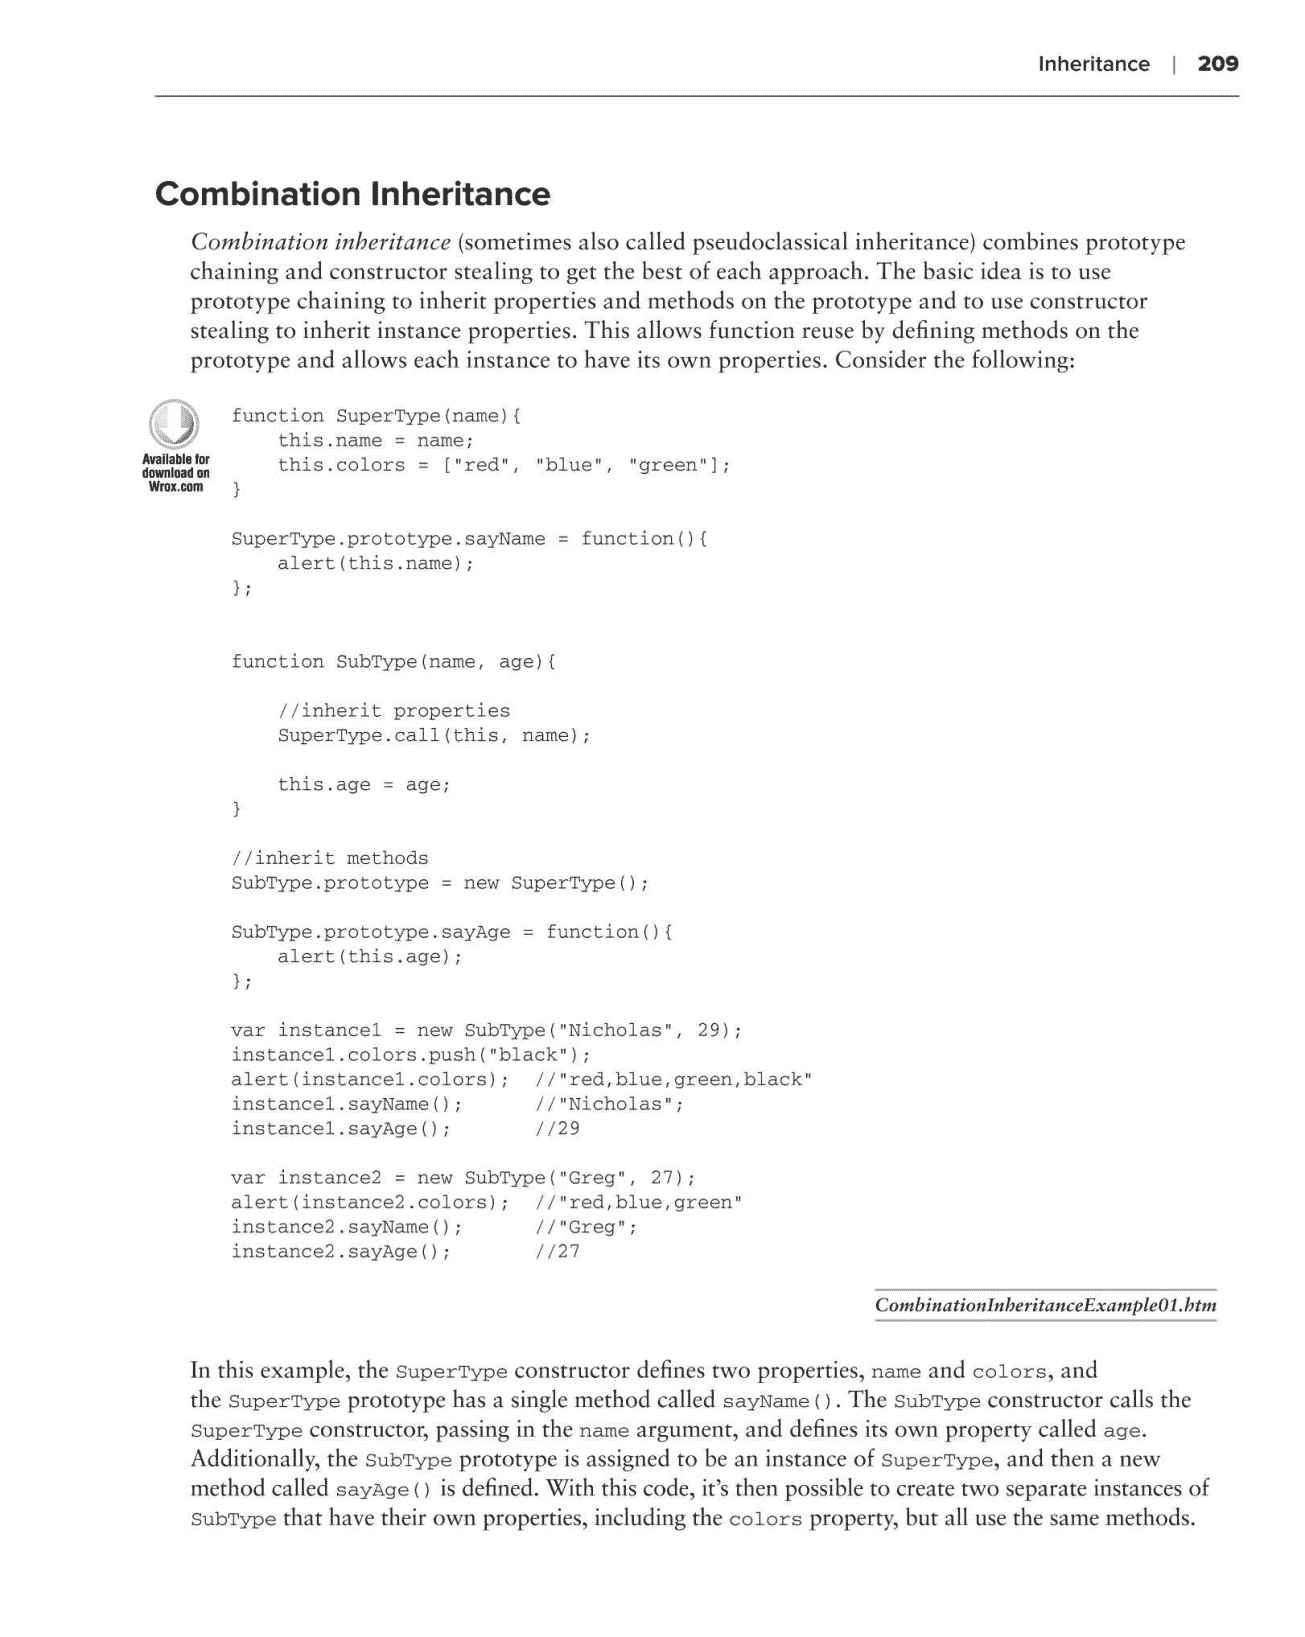 Inheritance | 209
Combination Inheritance
Combination inheritance (sometimes also called pseudoclassical inheritance) combines prototype
chaining and constructor stealing to get the best of each approach. The basic idea is to use
prototype chaining to inherit properties and methods on the prototype and to use constructor
stealing to inherit instance properties. This allows function reuse by defining methods on the
prototype and allows each instance to have its own properties. Consider the following:
Available for
download on
Wrox.com
function SuperType(name){
    this.name = name;
    this.colors = ["red", "blue", "green"];
}
SuperType.prototype.sayName = function(){
    alert(this.name);
};
function SubType(name, age){
    //inherit properties
    SuperType.call(this, name);
    this.age = age;
}
//inherit methods
SubType.prototype = new SuperType();
SubType.prototype.sayAge = function(){
    alert(this.age);
};
var instance1 = new SubType("Nicholas", 29);
instance1.colors.push("black");
alert(instance1.colors);  //"red,blue,green,black"
instance1.sayName();      //"Nicholas";
instance1.sayAge();       //29
var instance2 = new SubType("Greg", 27);
alert(instance2.colors);  //"red,blue,green"
instance2.sayName();      //"Greg";
instance2.sayAge();       //27
CombinationInheritanceExample01.htm
In this example, the SuperType constructor defines two properties, name and colors, and
the SuperType prototype has a single method called sayName(). The SubType constructor calls the
SuperType constructor, passing in the name argument, and defines its own property called age.
Additionally, the SubType prototype is assigned to be an instance of SuperType, and then a new
method called sayAge() is defined. With this code, it's then possible to create two separate instances of
SubType that have their own properties, including the colors property, but all use the same methods.